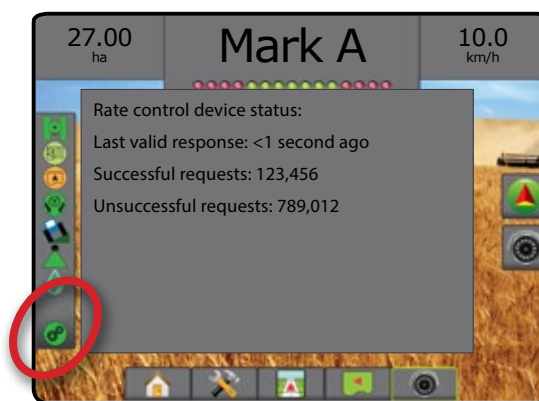 27.00
ha
Mark A
10.0
km/h
Rate control device status:
Last valid response: <1 second ago
Successful requests: 123,456
Unsuccessful requests: 789,012